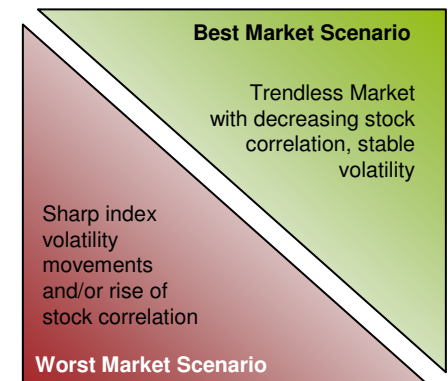 Best Market Scenario
Trendless Market
with decreasing stock
correlation, stable
volatility
Sharp index
volatility
movements
and/or rise of
stock correlation
Worst Market Scenario